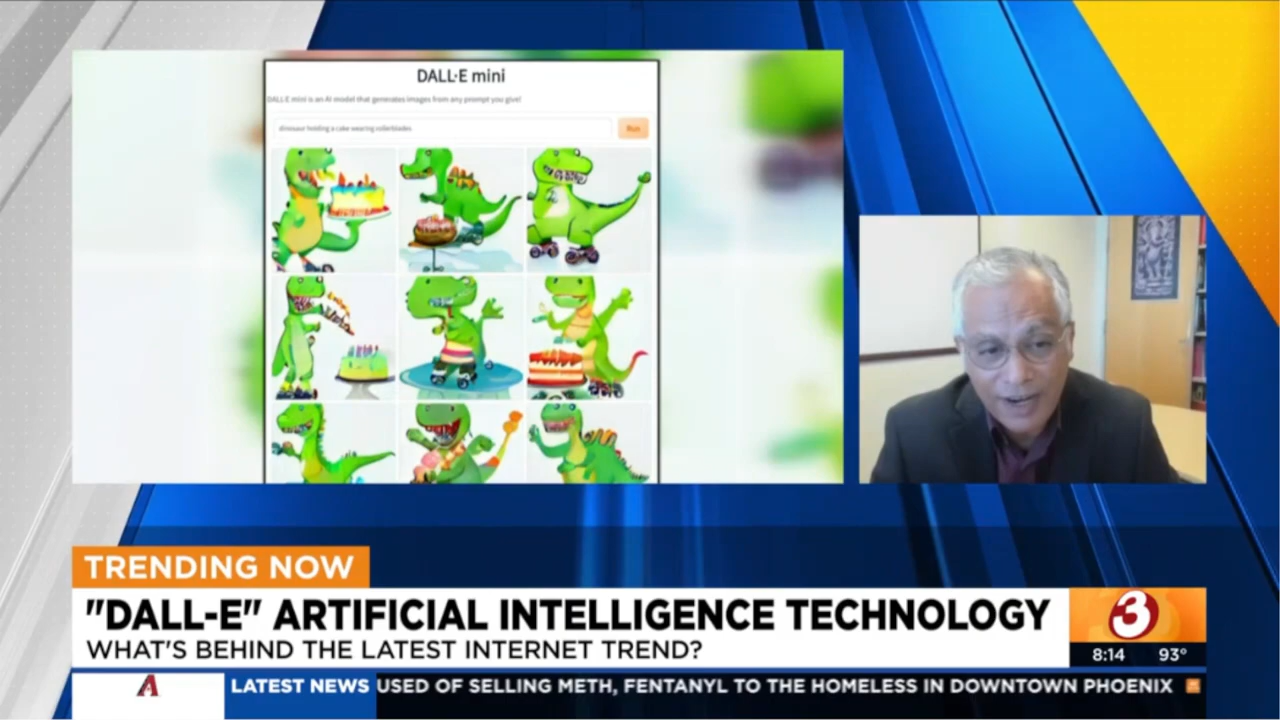 DALL·E mini
DALL·E mini is an AI model that generates images from any prompt you give!
dinosaur holding a cake wearing rollerblades
Run
TRENDING NOW
"DALL-E" ARTIFICIAL INTELLIGENCE TECHNOLOGY
WHAT'S BEHIND THE LATEST INTERNET TREND?
3
8:14 93°
A
LATEST NEWS USED OF SELLING METH, FENTANYL TO THE HOMELESS IN DOWNTOWN PHOENIX